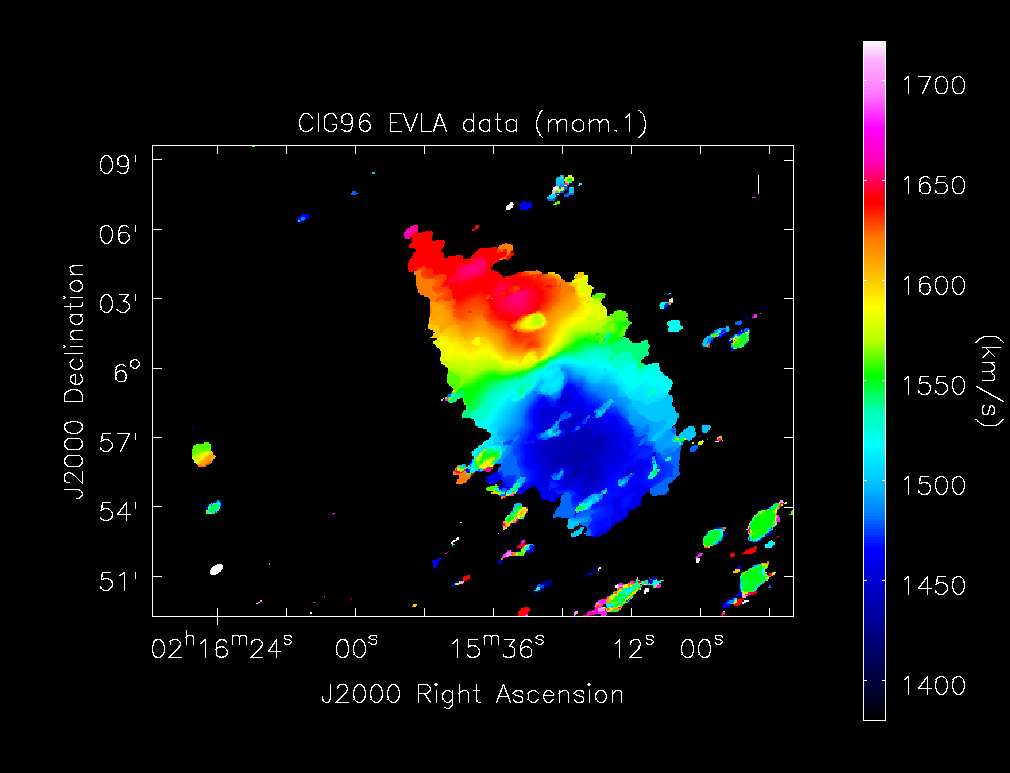 CIG96 EVLA data (mom.1)
09'
06'
03'
6°
57'
54'
51'
J2000 Declination
02ʰ16ᵐ24ˢ 00ˢ 15ᵐ36ˢ 12ˢ 00ˢ
J2000 Right Ascension
1700
1650
1600
1550
1500
1450
1400
(km/s)